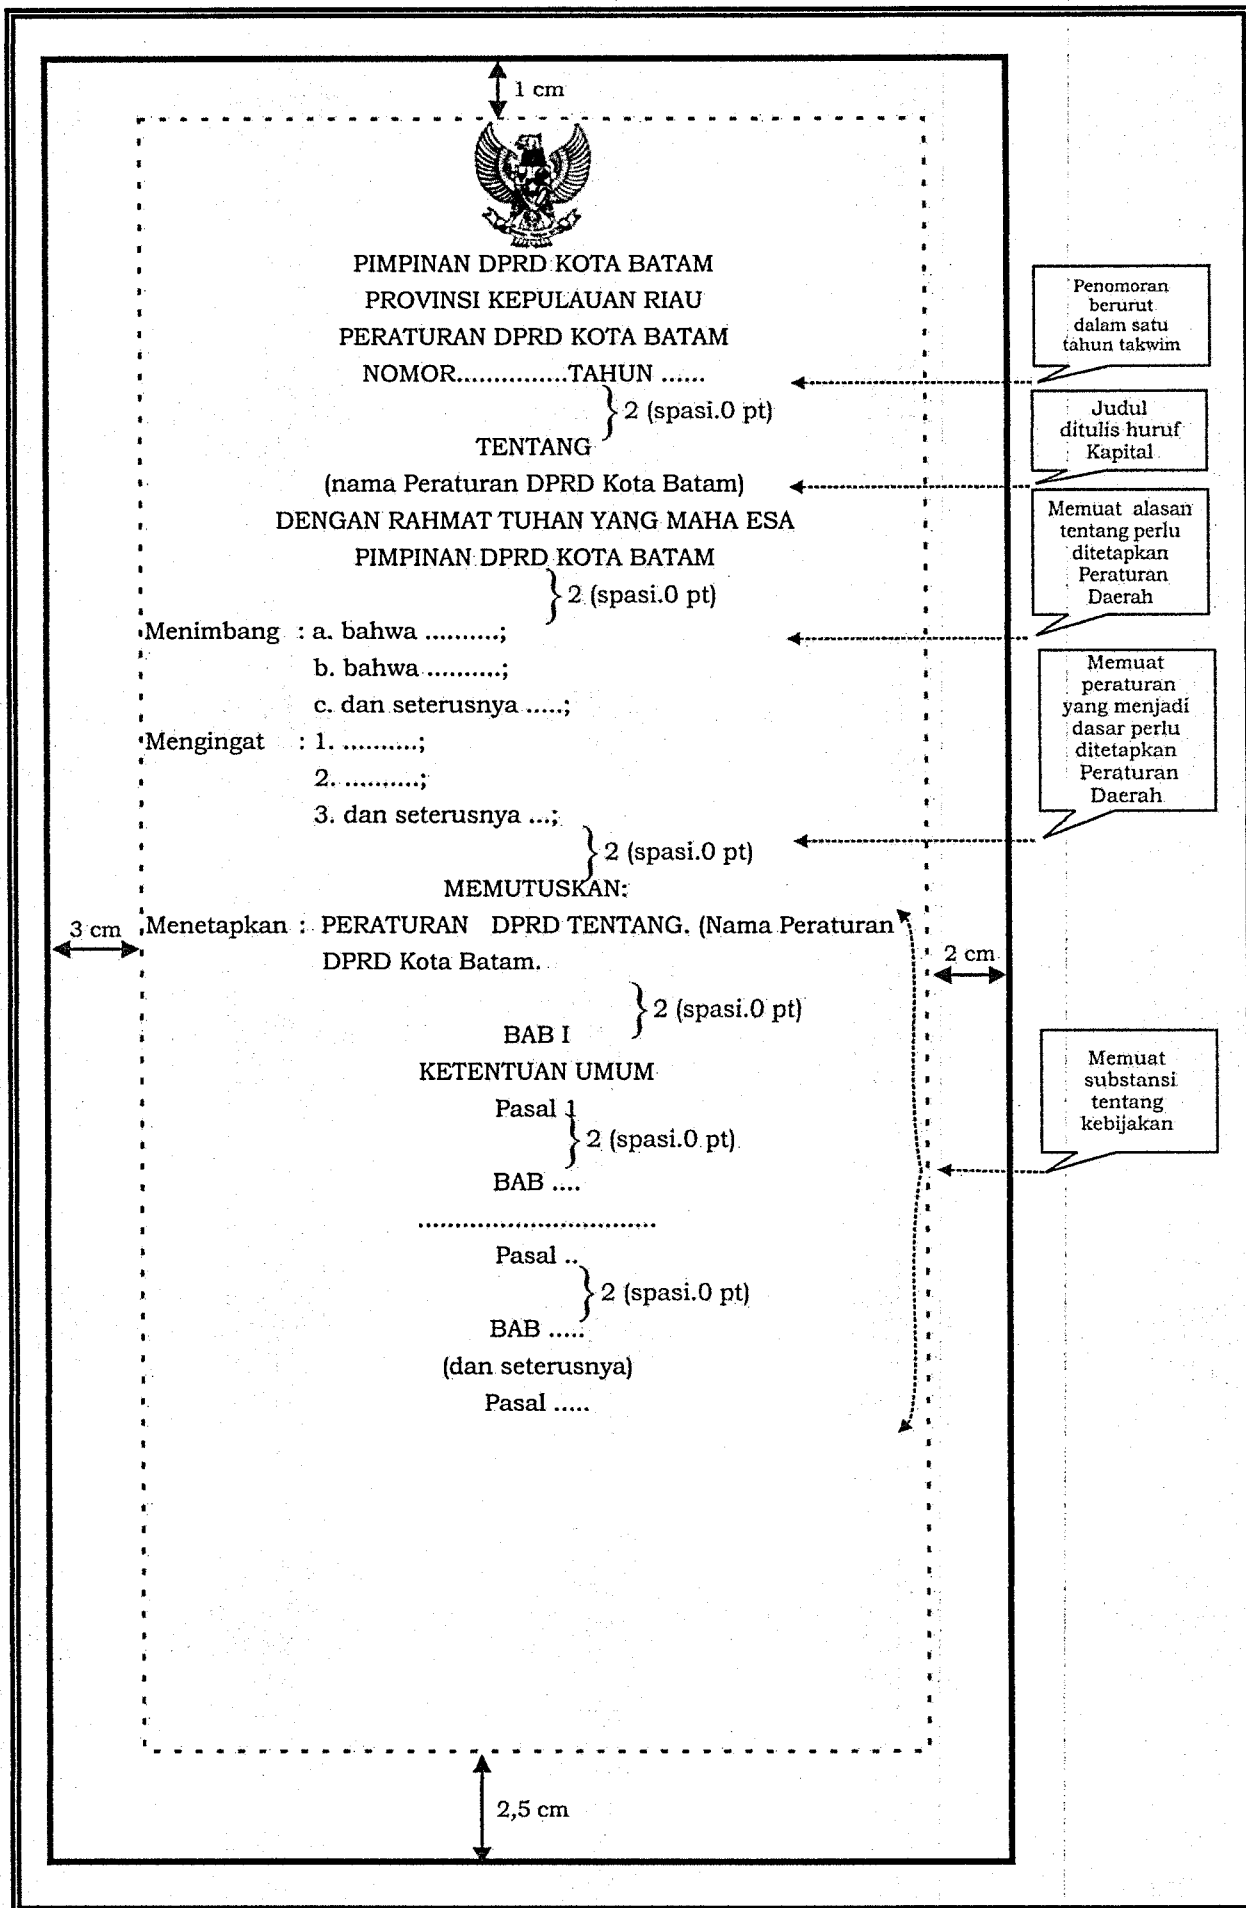 1 cm
PIMPINAN DPRD KOTA BATAM
PROVINSI KEPULAUAN RIAU
PERATURAN DPRD KOTA BATAM
NOMOR...............TAHUN ......
2 (spasi.0 pt)
TENTANG
(nama Peraturan DPRD Kota Batam)
DENGAN RAHMAT TUHAN YANG MAHA ESA
PIMPINAN DPRD KOTA BATAM
2 (spasi.0 pt)
Menimbang : a. bahwa ..........;
b. bahwa ..........;
c. dan seterusnya .....;
Mengingat : 1. ..........;
2. ..........;
3. dan seterusnya ...;
2 (spasi.0 pt)
MEMUTUSKAN:
Menetapkan : PERATURAN DPRD TENTANG. (Nama Peraturan
DPRD Kota Batam.
2 (spasi.0 pt)
BAB I
KETENTUAN UMUM
Pasal 1
2 (spasi.0 pt)
BAB ....
................................
Pasal ..
2 (spasi.0 pt)
BAB .....
(dan seterusnya)
Pasal .....
3 cm
2 cm
2,5 cm
Penomoran
berurut
dalam satu
tahun takwim
Judul
ditulis huruf
Kapital
Memuat alasan
tentang perlu
ditetapkan
Peraturan
Daerah
Memuat
peraturan
yang menjadi
dasar perlu
ditetapkan
Peraturan
Daerah
Memuat
substansi
tentang
kebijakan